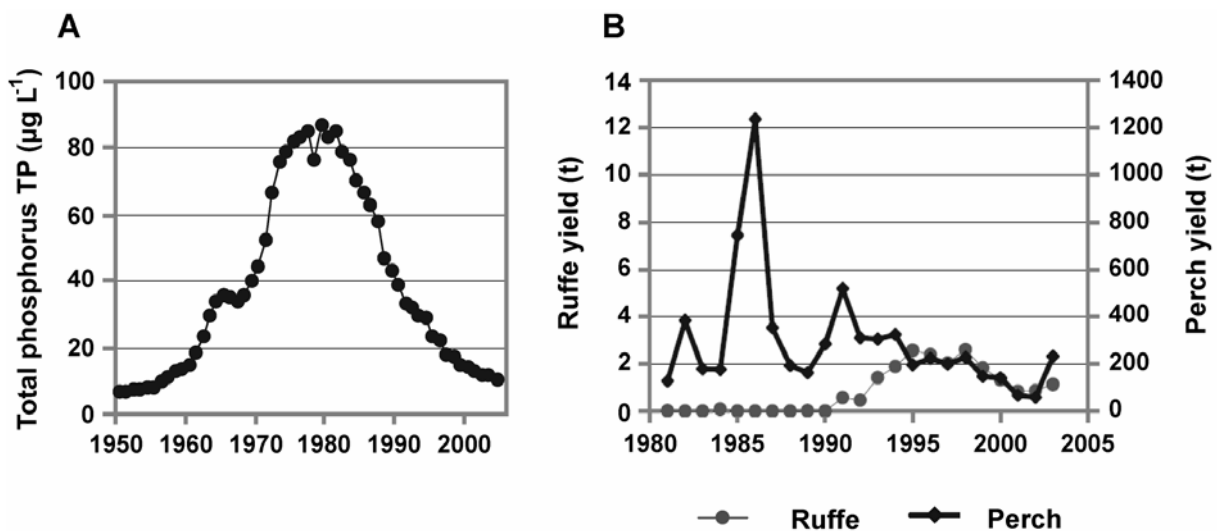 A
Total phosphorus TP (µg L⁻¹)
100
80
60
40
20
0
1950 1960 1970 1980 1990 2000
B
Ruffe yield (t)
14
12
10
8
6
4
2
0
1400
1200
1000
800
600
400
200
0
Perch yield (t)
1980 1985 1990 1995 2000 2005
Ruffe Perch